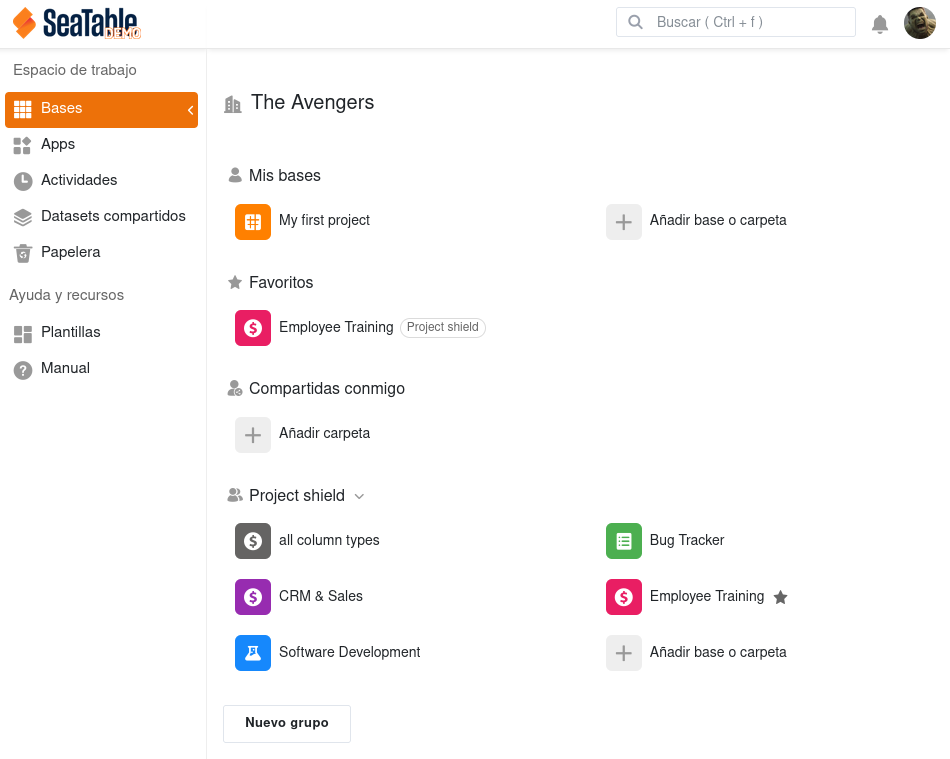 SeaTable
DEMO
Buscar ( Ctrl + f )
Espacio de trabajo
Bases
Apps
Actividades
Datasets compartidos
Papelera
Ayuda y recursos
Plantillas
Manual
The Avengers
Mis bases
My first project
Añadir base o carpeta
Favoritos
Employee Training Project shield
Compartidas conmigo
Añadir carpeta
Project shield
all column types
Bug Tracker
CRM & Sales
Employee Training
Software Development
Añadir base o carpeta
Nuevo grupo